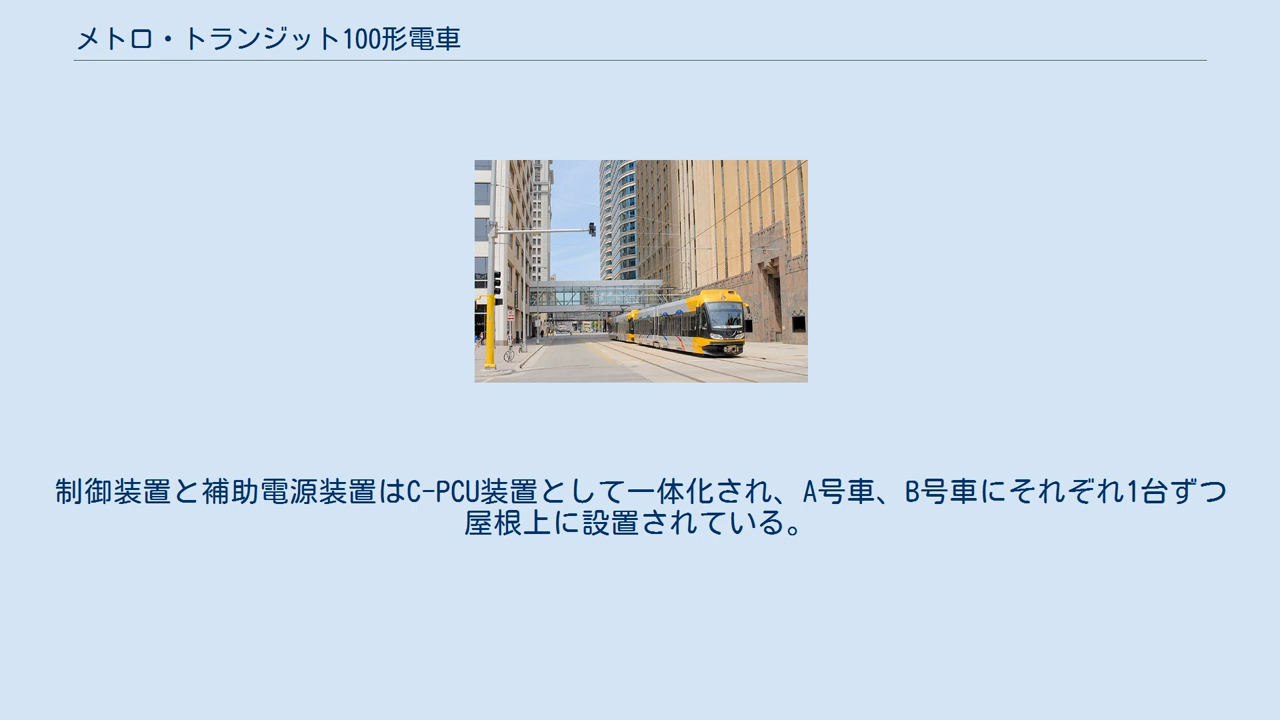 メトロ・トランジット100形電車
制御装置と補助電源装置はC-PCU装置として一体化され、A号車、B号車にそれぞれ1台ずつ
屋根上に設置されている。